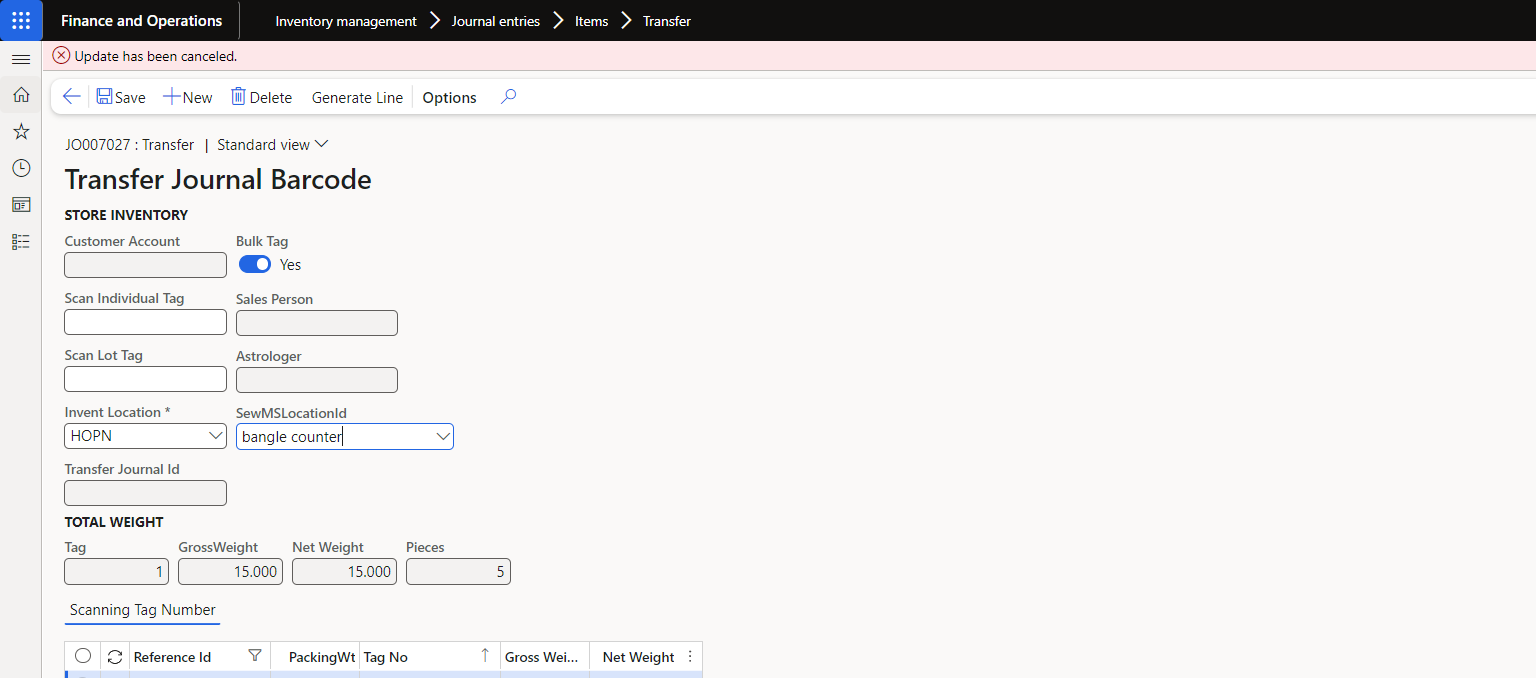 Finance and Operations Inventory management Journal entries Items Transfer
Update has been canceled.
Save New Delete Generate Line Options
JO007027 : Transfer | Standard view
Transfer Journal Barcode
STORE INVENTORY
Customer Account Bulk Tag
Yes
Scan Individual Tag Sales Person
Scan Lot Tag Astrologer
Invent Location * SewMSLocationId
HOPN bangle counter
Transfer Journal Id
TOTAL WEIGHT
Tag GrossWeight Net Weight Pieces
1 15.000 15.000 5
Scanning Tag Number
Reference Id PackingWt Tag No Gross Wei... Net Weight